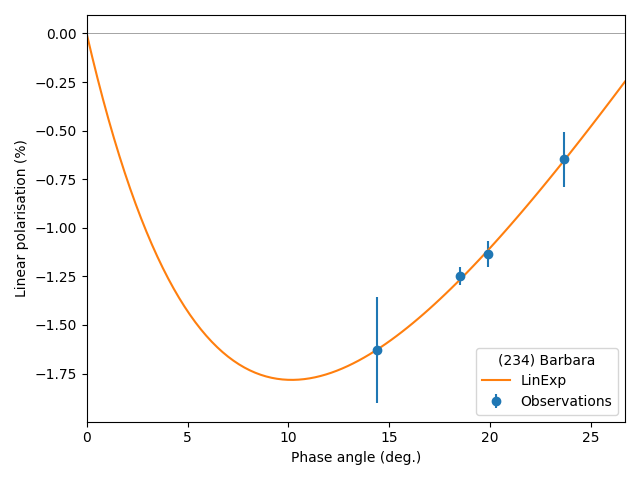 0.00
−0.25
−0.50
−0.75
−1.00
−1.25
−1.50
−1.75
Linear polarisation (%)
0 5 10 15 20 25
Phase angle (deg.)
(234) Barbara
LinExp
Observations